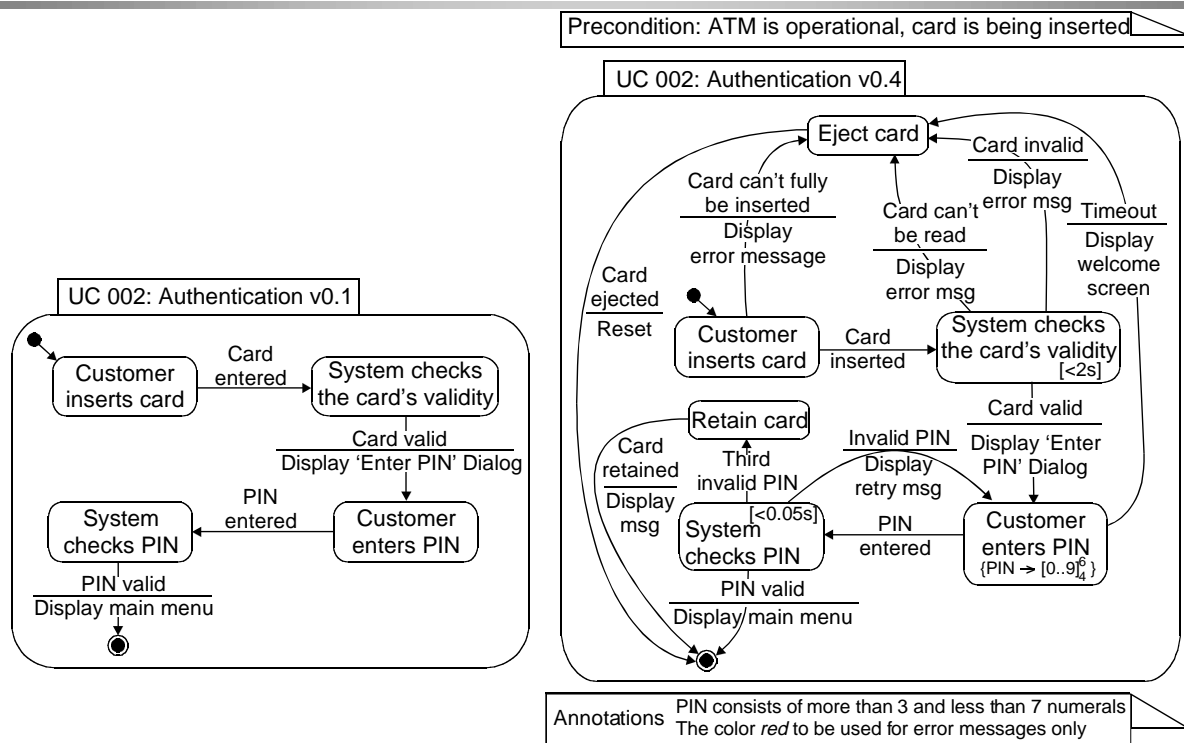 Precondition: ATM is operational, card is being inserted
UC 002: Authentication v0.1
Customer
inserts card
Card
entered
System checks
the card's validity
Card valid
Display ‘Enter PIN’ Dialog
System
checks PIN
PIN
entered
Customer
enters PIN
PIN valid
Display main menu
UC 002: Authentication v0.4
Eject card
Card can't fully
be inserted
Display
error message
Card can't
be read
Display
error msg
Card invalid
Display
error msg
Timeout
Display
welcome
screen
Card
ejected
Reset
Customer
inserts card
Card
inserted
System checks
the card's validity
[<2s]
Retain card
Card
retained
Display
msg
Third
invalid PIN
Invalid PIN
Display
retry msg
Card valid
Display ‘Enter
PIN’ Dialog
[<0.05s]
System
checks PIN
PIN
entered
Customer
enters PIN
{PIN → [0..9]⁶₄ }
PIN valid
Display main menu
Annotations
PIN consists of more than 3 and less than 7 numerals
The color red to be used for error messages only